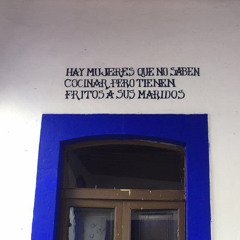 HAY MUJERES QUE NO SABEN
COCINAR, PERO TIENEN
FRITOS A SUS MARIDOS